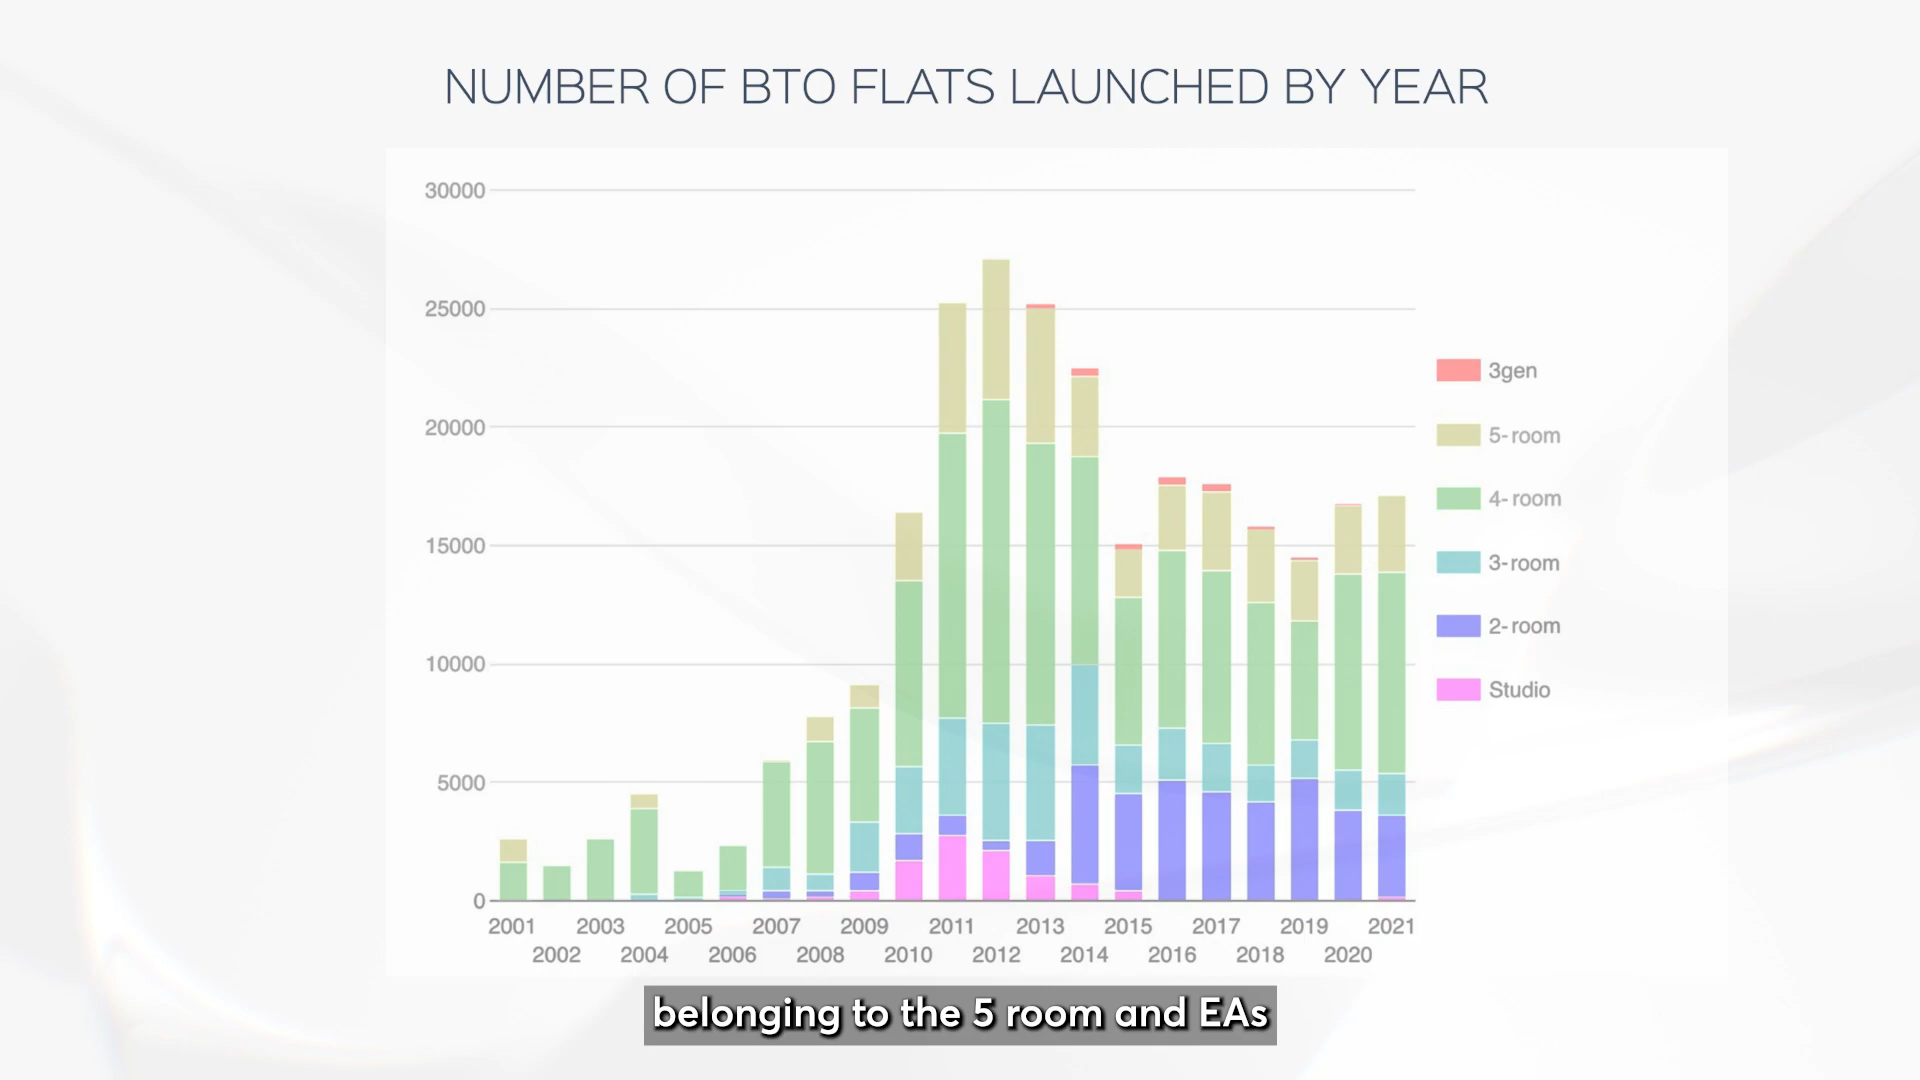 NUMBER OF BTO FLATS LAUNCHED BY YEAR
30000
25000
20000
15000
10000
5000
0
3gen
5-room
4-room
3-room
2-room
Studio
2001 2003 2005 2007 2009 2011 2013 2015 2017 2019 2021
2002 2004 2006 2008 2010 2012 2014 2016 2018 2020
belonging to the 5 room and EAs